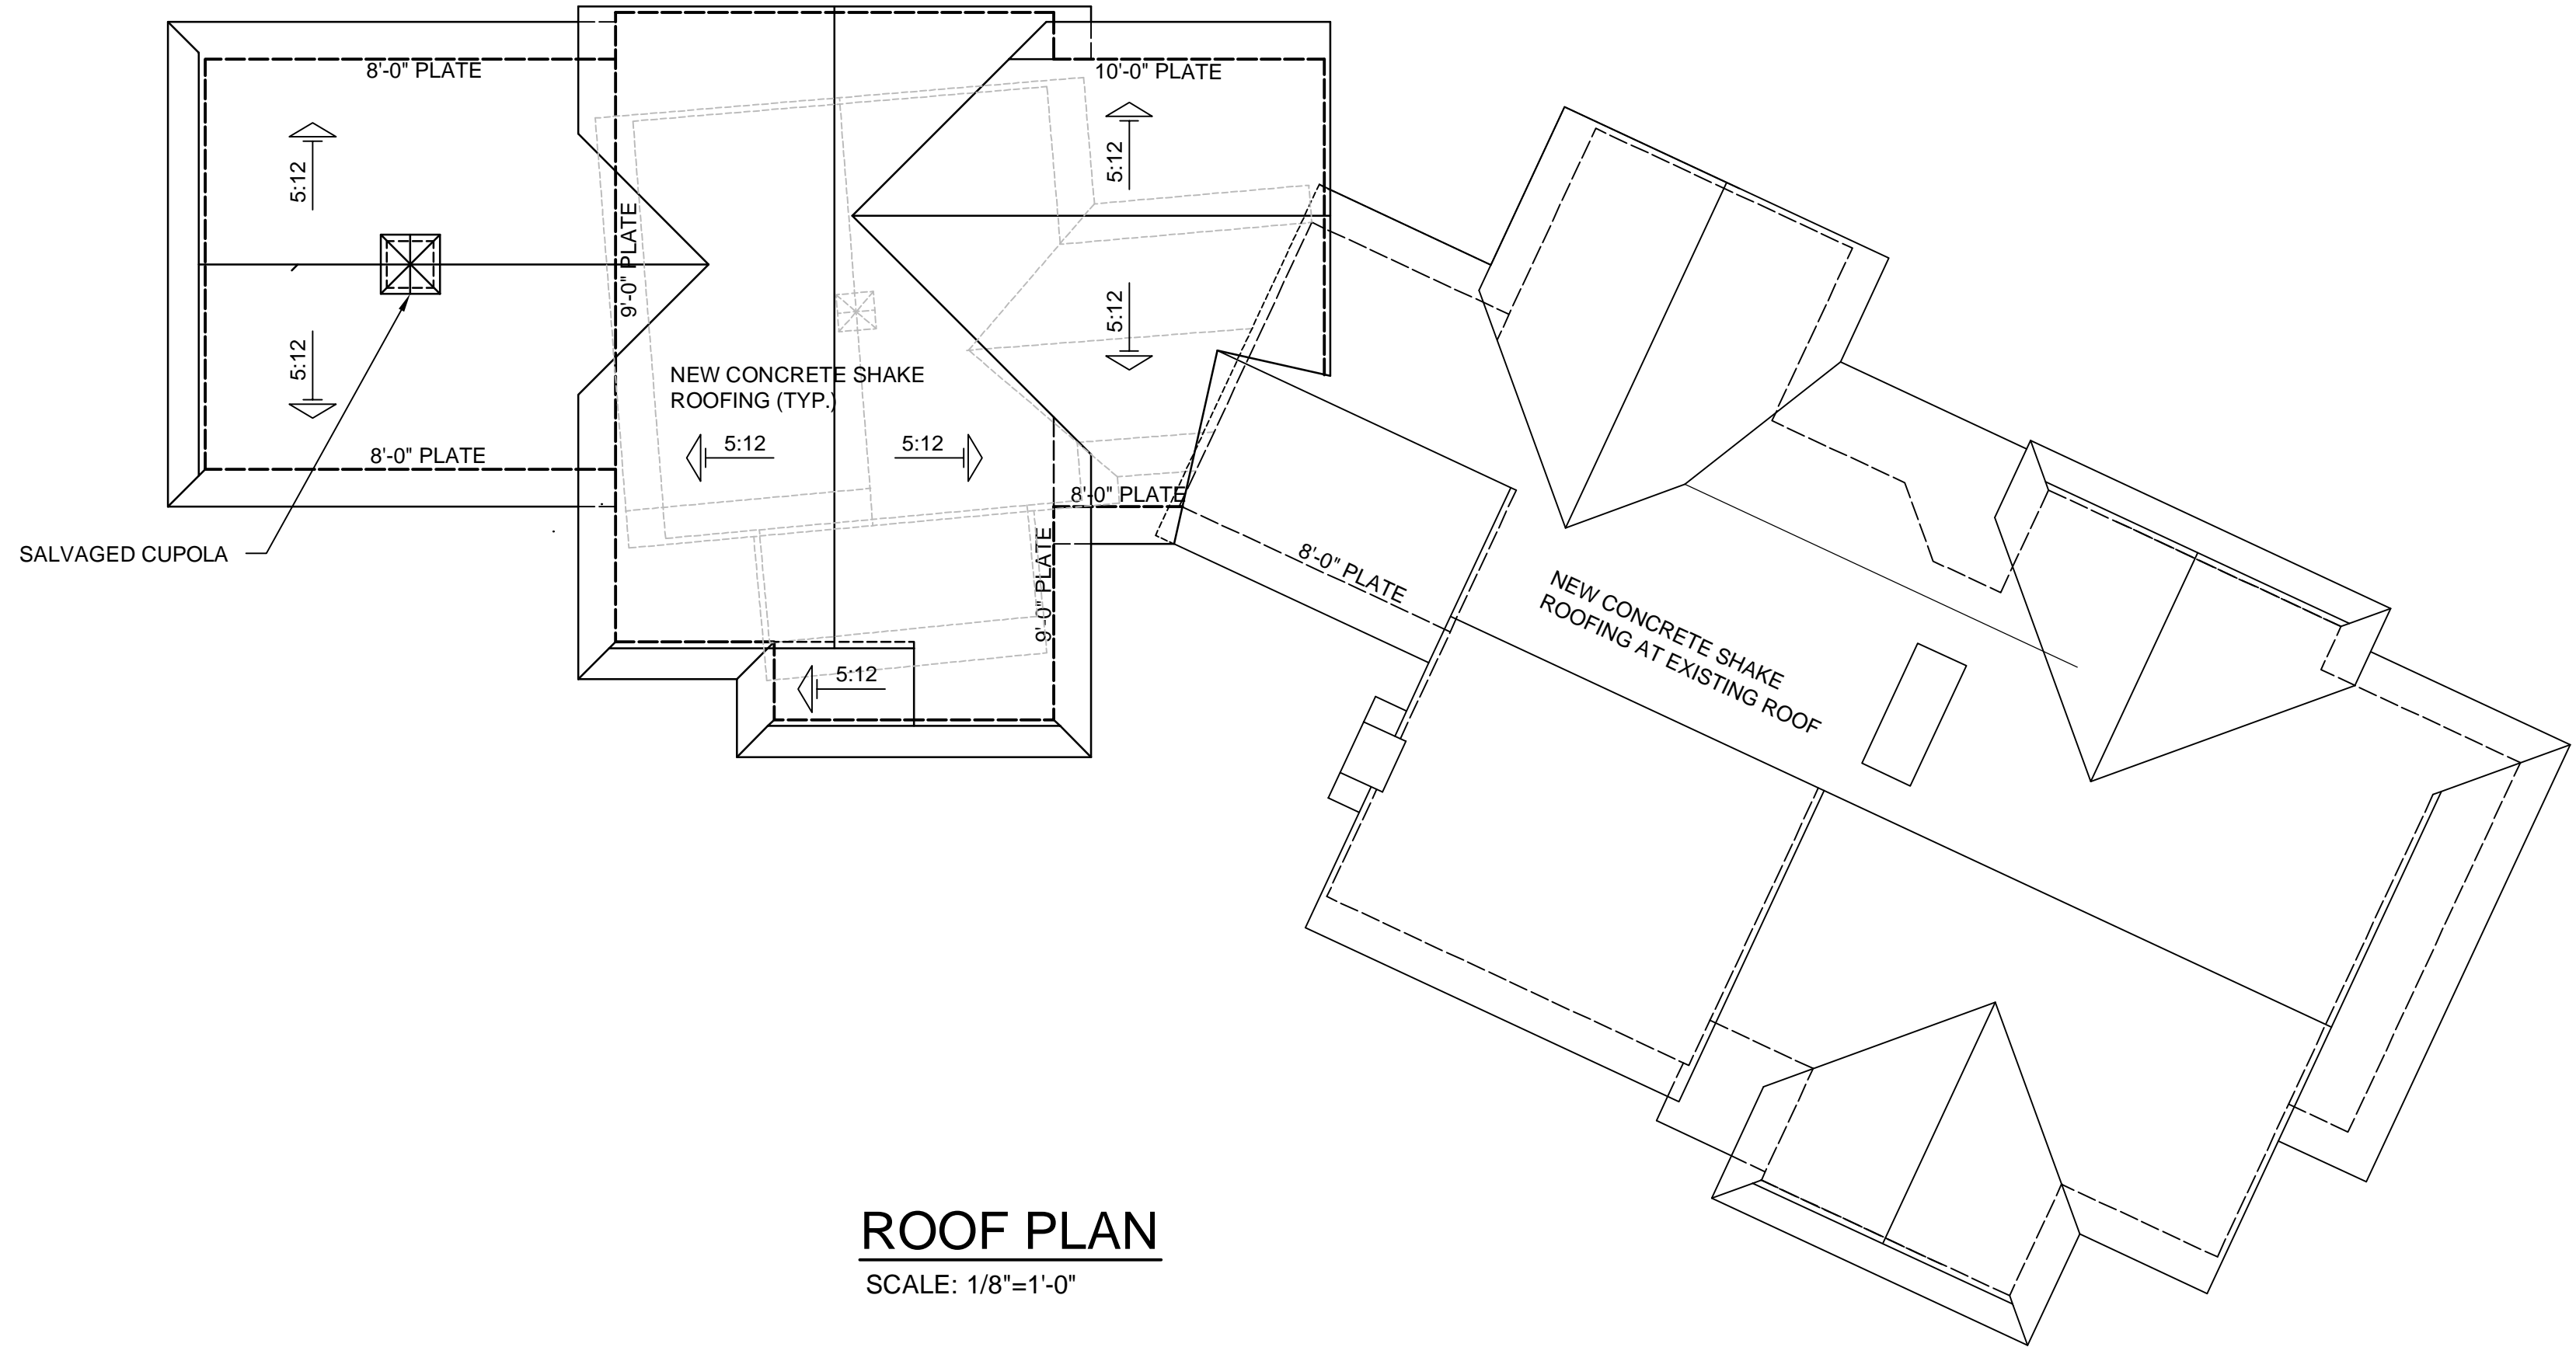 8'-0" PLATE
10'-0" PLATE
5:12
5:12
9'-0" PLATE
5:12
5:12
NEW CONCRETE SHAKE
ROOFING (TYP.)
5:12
5:12
8'-0" PLATE
8'-0" PLATE
SALVAGED CUPOLA
9'-0" PLATE
8'-0" PLATE
NEW CONCRETE SHAKE
ROOFING AT EXISTING ROOF
5:12
ROOF PLAN
SCALE: 1/8"=1'-0"